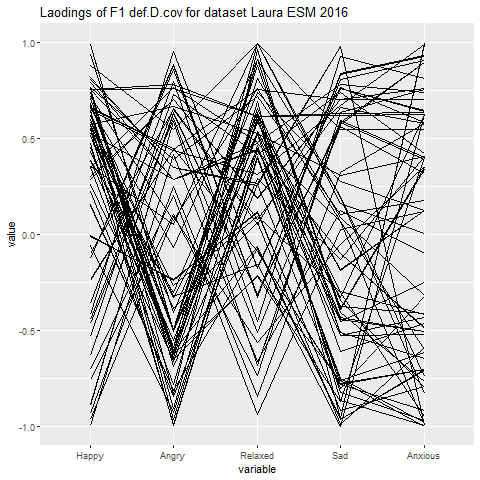 Laodings of F1 def.D.cov for dataset Laura ESM 2016
1.0
0.5
0.0
-0.5
-1.0
value
Happy Angry Relaxed Sad Anxious
variable